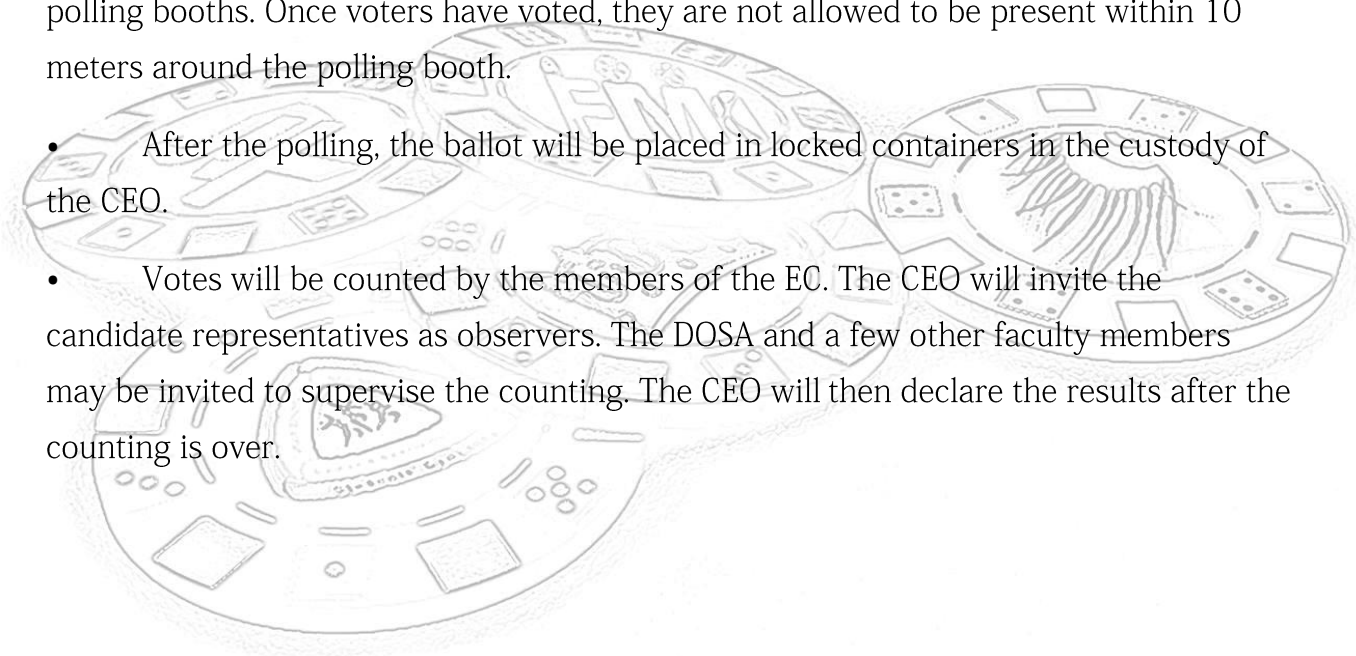 polling booths. Once voters have voted, they are not allowed to be present within 10
meters around the polling booth.
• After the polling, the ballot will be placed in locked containers in the custody of
the CEO.
• Votes will be counted by the members of the EC. The CEO will invite the
candidate representatives as observers. The DOSA and a few other faculty members
may be invited to supervise the counting. The CEO will then declare the results after the
counting is over.